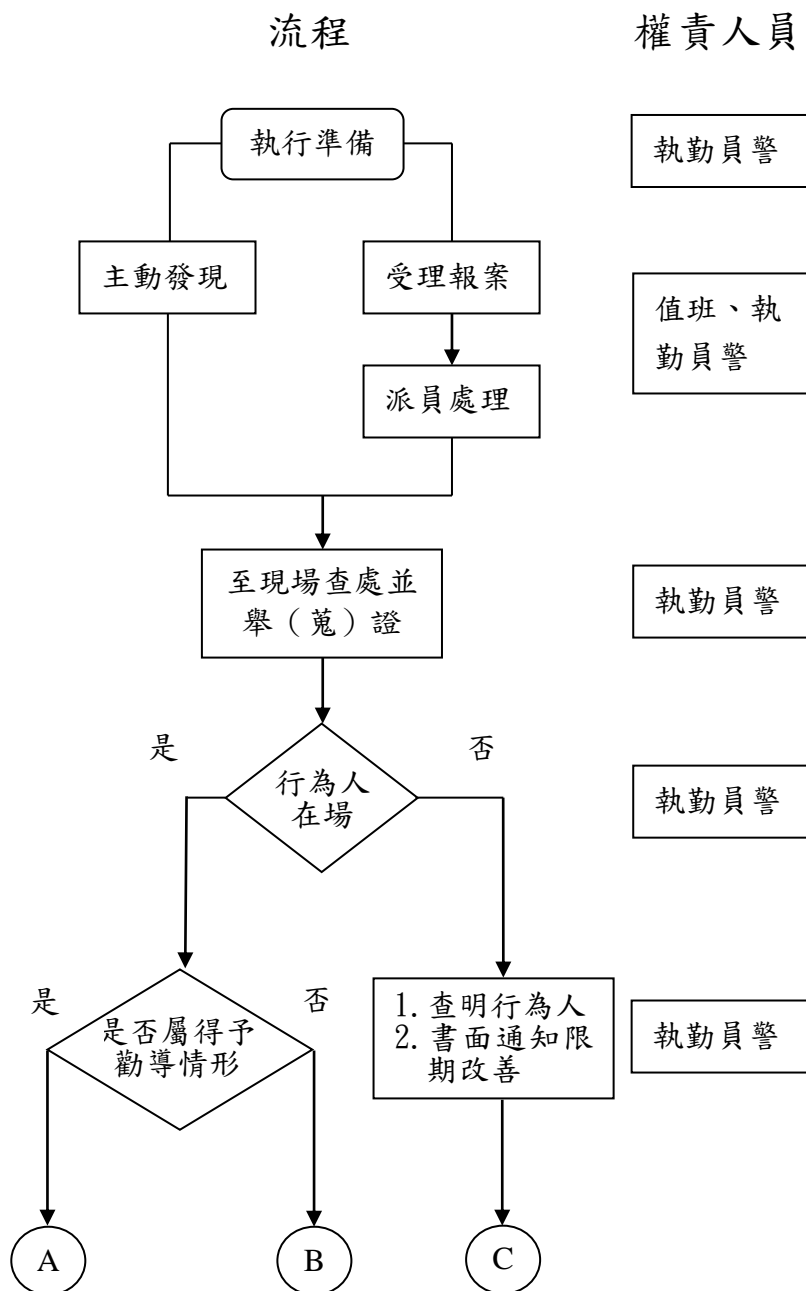 流程 權責人員
執行準備 執勤員警
主動發現 受理報案
值班、執
勤員警
派員處理
至現場查處並
舉（蒐）證
執勤員警
是 否
行為人
在場
執勤員警
是 否
是否屬得予
勸導情形
1. 查明行為人
2. 書面通知限
期改善
執勤員警
A B C